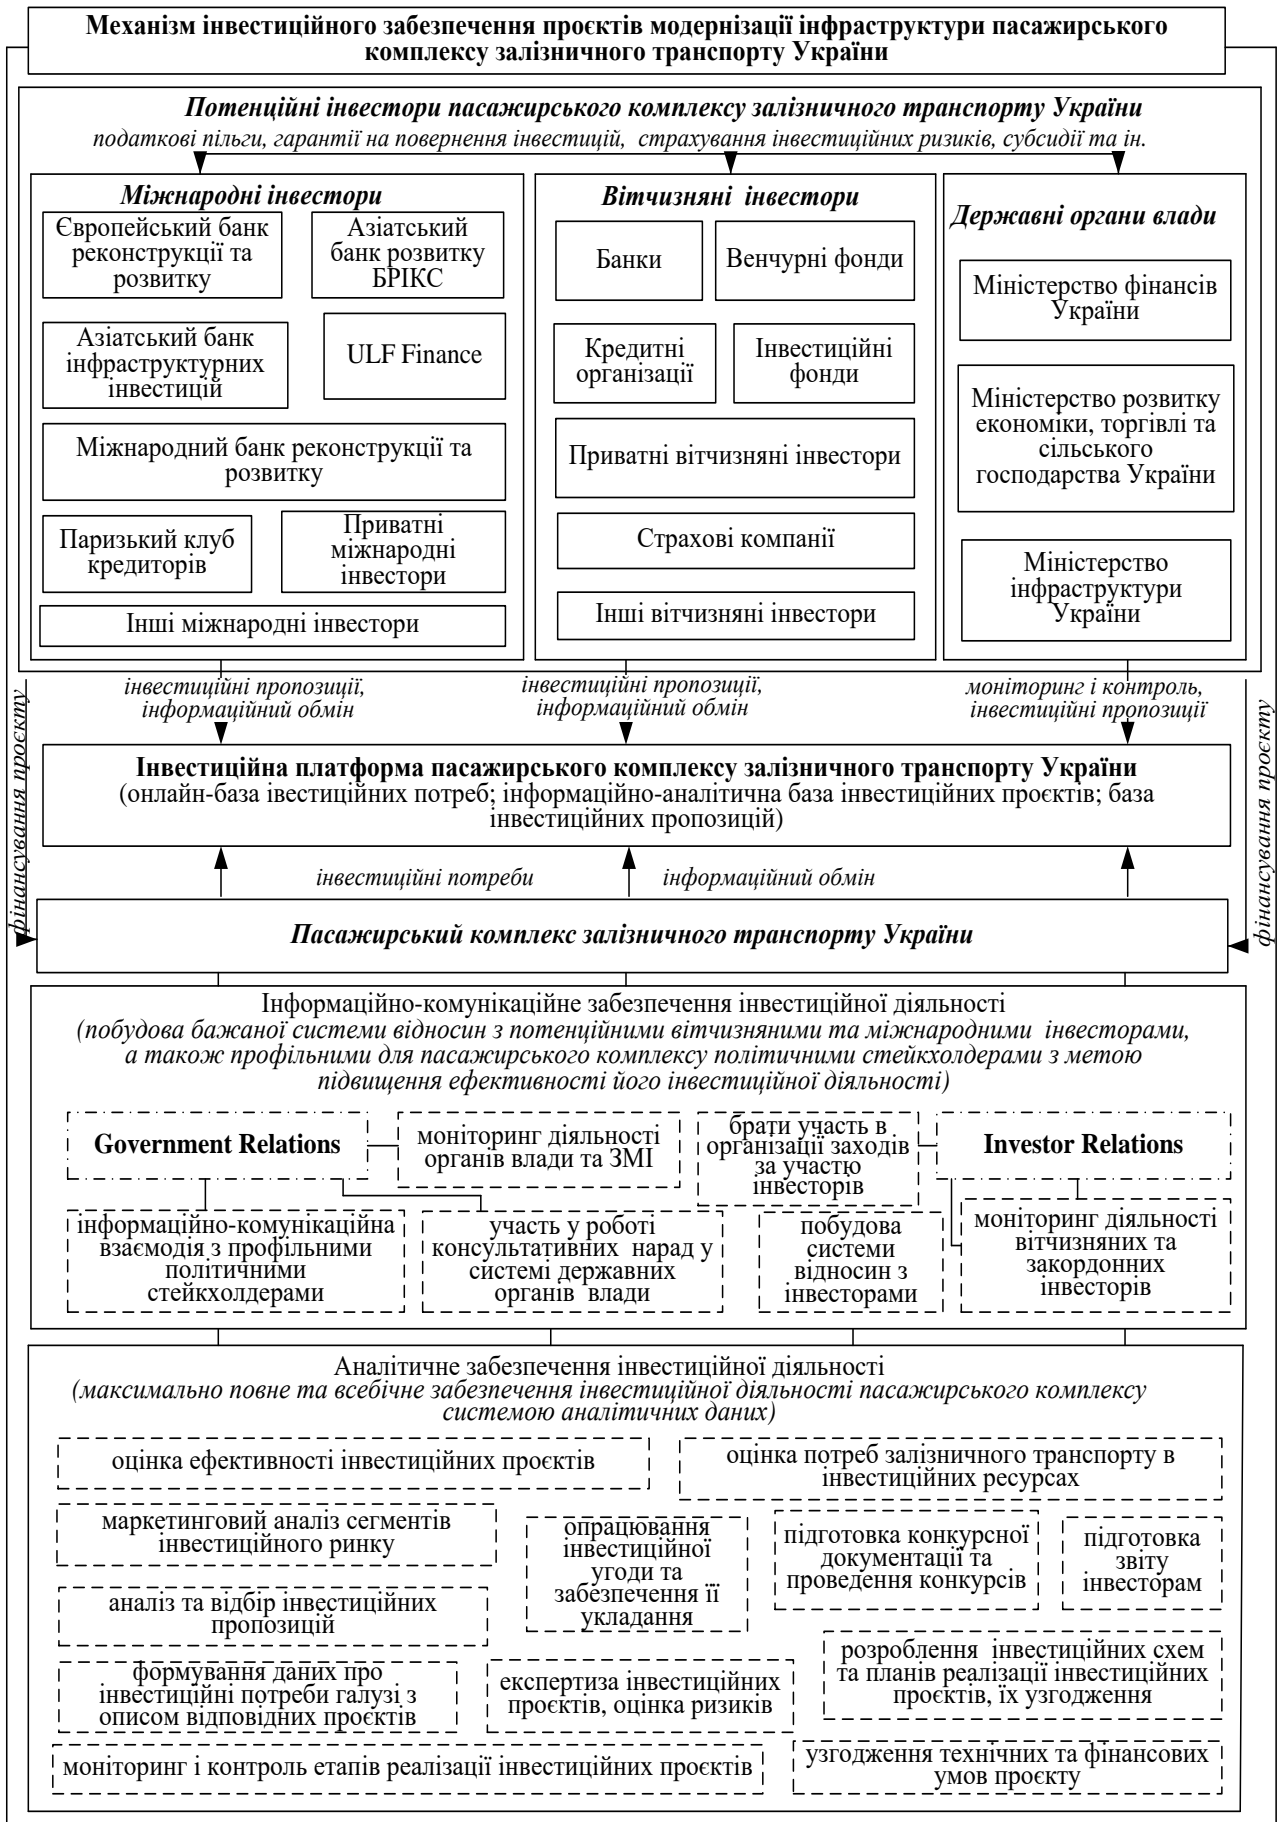 Механізм інвестиційного забезпечення проєктів модернізації інфраструктури пасажирського
комплексу залізничного транспорту України
Потенційні інвестори пасажирського комплексу залізничного транспорту України
податкові пільги, гарантії на повернення інвестицій, страхування інвестиційних ризиків, субсидії та ін.
Міжнародні інвестори
Європейський банк
реконструкції та
розвитку
Азіатський
банк розвитку
БРІКС
Азіатський банк
інфраструктурних
інвестицій
ULF Finance
Міжнародний банк реконструкції та
розвитку
Паризький клуб
кредиторів
Приватні
міжнародні
інвестори
Інші міжнародні інвестори
Вітчизняні інвестори
Банки
Венчурні фонди
Кредитні
організації
Інвестиційні
фонди
Приватні вітчизняні інвестори
Страхові компанії
Інші вітчизняні інвестори
Державні органи влади
Міністерство фінансів
України
Міністерство розвитку
економіки, торгівлі та
сільського
господарства України
Міністерство
інфраструктури
України
інвестиційні пропозиції,
інформаційний обмін
інвестиційні пропозиції,
інформаційний обмін
моніторинг і контроль,
інвестиційні пропозиції
фінансування проєкту
фінансування проєкту
Інвестиційна платформа пасажирського комплексу залізничного транспорту України
(онлайн-база івестиційних потреб; інформаційно-аналітична база інвестиційних проєктів; база
інвестиційних пропозицій)
інвестиційні потреби
інформаційний обмін
Пасажирський комплекс залізничного транспорту України
Інформаційно-комунікаційне забезпечення інвестиційної діяльності
(побудова бажаної системи відносин з потенційними вітчизняними та міжнародними інвесторами,
а також профільними для пасажирського комплексу політичними стейкхолдерами з метою
підвищення ефективності його інвестиційної діяльності)
Government Relations
моніторинг діяльності
органів влади та ЗМІ
брати участь в
організації заходів
за участю
інвесторів
Investor Relations
інформаційно-комунікаційна
взаємодія з профільними
політичними
стейкхолдерами
участь у роботі
консультативних нарад у
системі державних
органів влади
побудова
системи
відносин з
інвесторами
моніторинг діяльності
вітчизняних та
закордонних
інвесторів
Аналітичне забезпечення інвестиційної діяльності
(максимально повне та всебічне забезпечення інвестиційної діяльності пасажирського комплексу
системою аналітичних даних)
оцінка ефективності інвестиційних проєктів
оцінка потреб залізничного транспорту в
інвестиційних ресурсах
маркетинговий аналіз сегментів
інвестиційного ринку
опрацювання
інвестиційної
угоди та
забезпечення її
укладання
підготовка конкурсної
документації та
проведення конкурсів
підготовка
звіту
інвесторам
аналіз та відбір інвестиційних
пропозицій
формування даних про
інвестиційні потреби галузі з
описом відповідних проєктів
експертиза інвестиційних
проєктів, оцінка ризиків
розроблення інвестиційних схем
та планів реалізації інвестиційних
проєктів, їх узгодження
моніторинг і контроль етапів реалізації інвестиційних проєктів
узгодження технічних та фінансових
умов проєкту